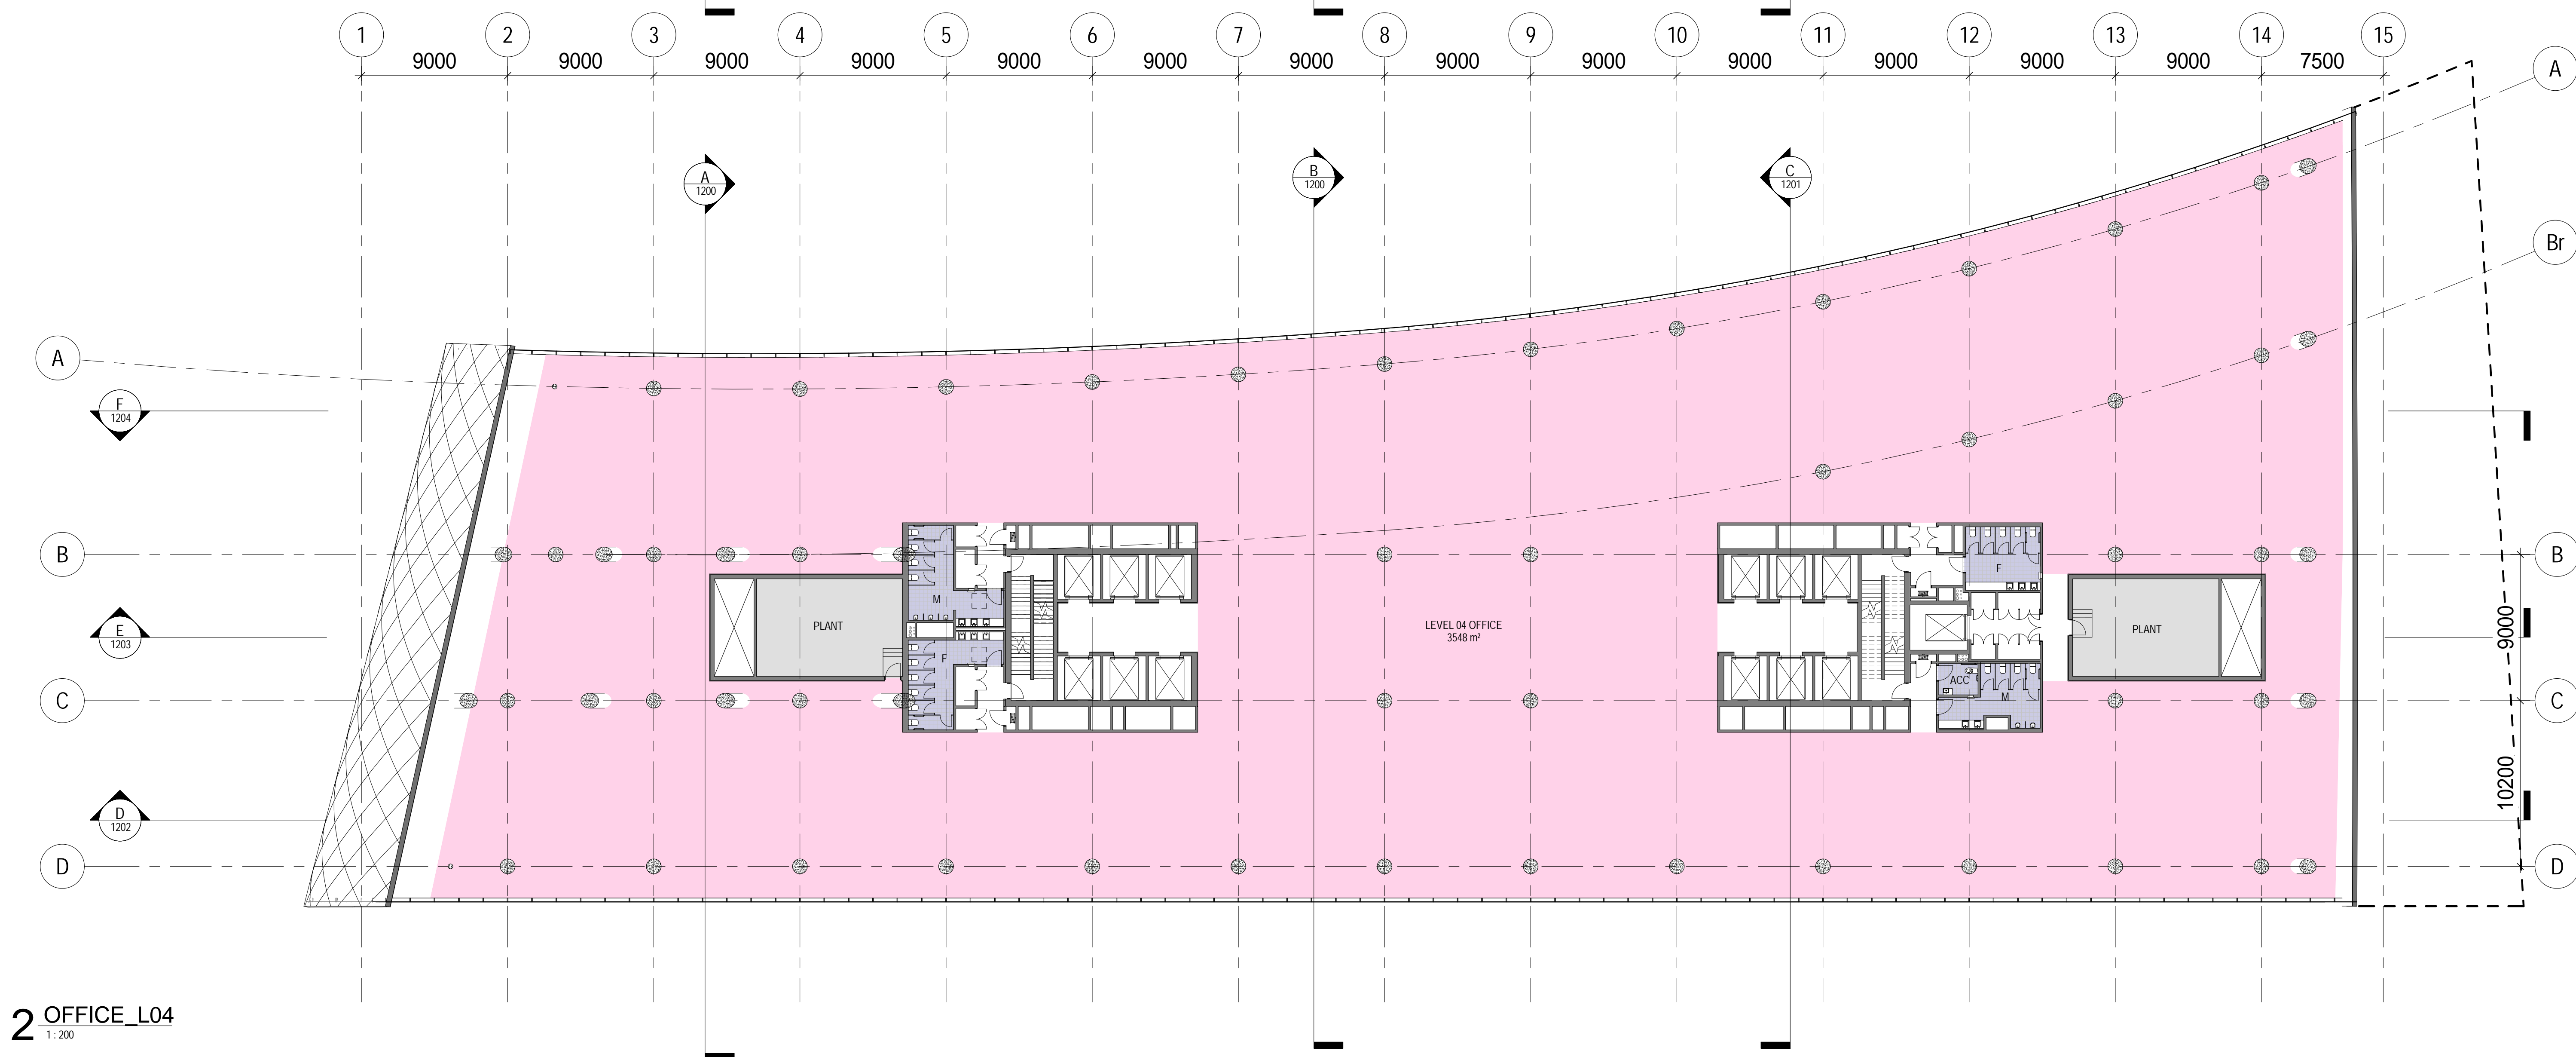 1 2 3 4 5 6 7 8 9 10 11 12 13 14 15
9000 9000 9000 9000 9000 9000 9000 9000 9000 9000 9000 9000 9000 7500
A
A
1200
B
1200
C
1201
Br
A
F
1204
B
B
M
F
PLANT
LEVEL 04 OFFICE
3548 m²
F
PLANT
E
1203
9000
ACC
M
C
C
D
1202
10200
D
D
2 OFFICE_L04
1 : 200